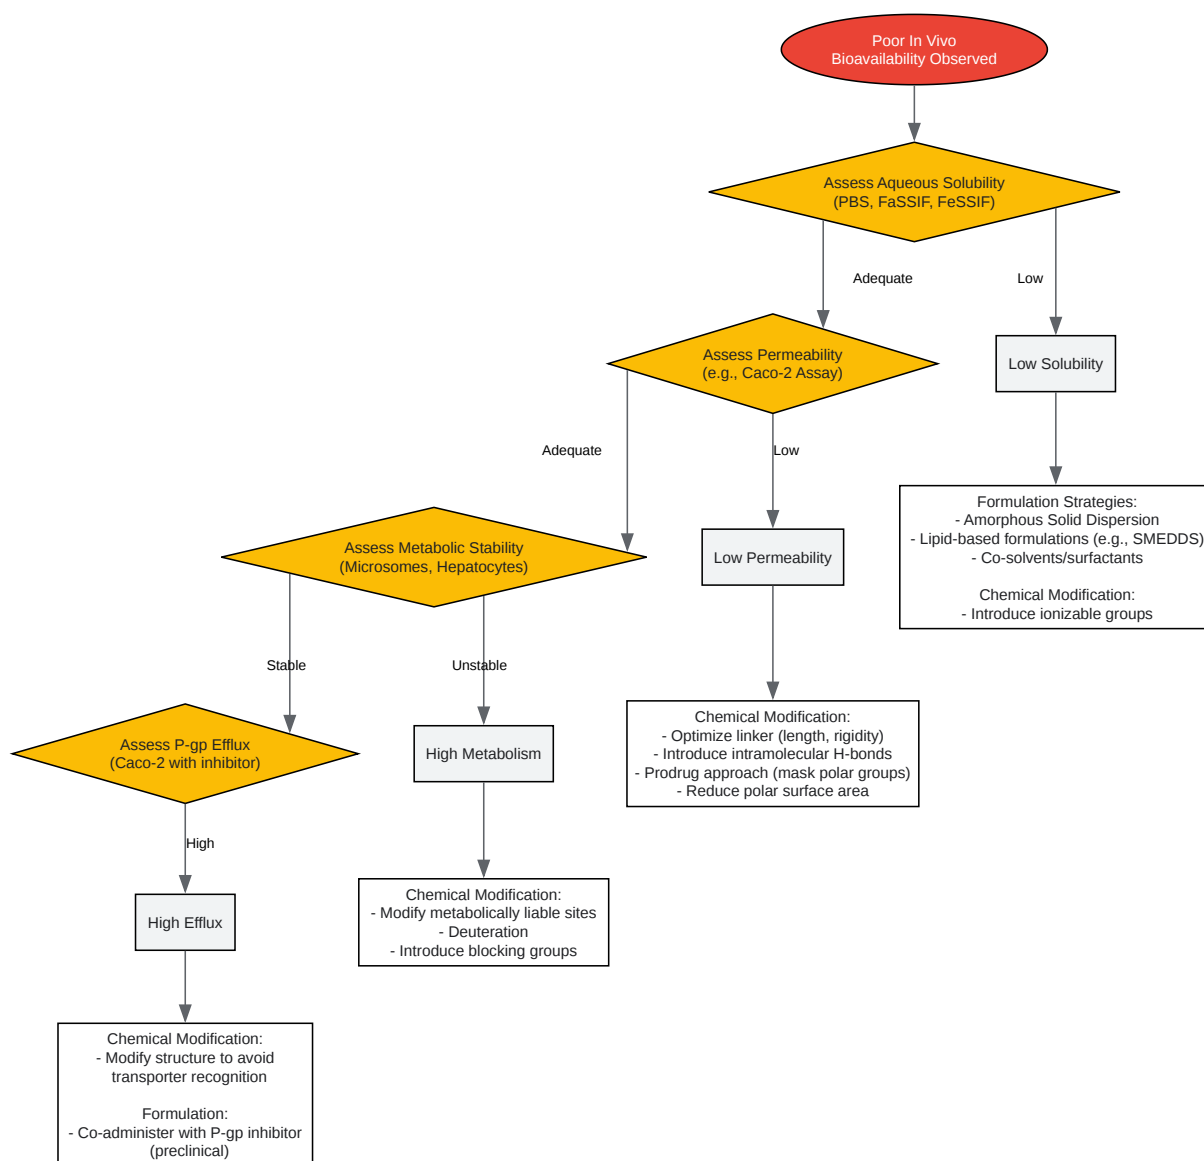 Poor In Vivo
Bioavailability Observed
Assess Aqueous Solubility
(PBS, FaSSIF, FeSSIF)
Adequate
Low
Assess Permeability
(e.g., Caco-2 Assay)
Low Solubility
Adequate
Low
Formulation Strategies:
- Amorphous Solid Dispersion
- Lipid-based formulations (e.g., SMEDDS)
- Co-solvents/surfactants
Chemical Modification:
- Introduce ionizable groups
Assess Metabolic Stability
(Microsomes, Hepatocytes)
Low Permeability
Stable
Unstable
Chemical Modification:
- Optimize linker (length, rigidity)
- Introduce intramolecular H-bonds
- Prodrug approach (mask polar groups)
- Reduce polar surface area
Assess P-gp Efflux
(Caco-2 with inhibitor)
High Metabolism
High
Chemical Modification:
- Modify metabolically liable sites
- Deuteration
- Introduce blocking groups
High Efflux
Chemical Modification:
- Modify structure to avoid
transporter recognition
Formulation:
- Co-administer with P-gp inhibitor
(preclinical)